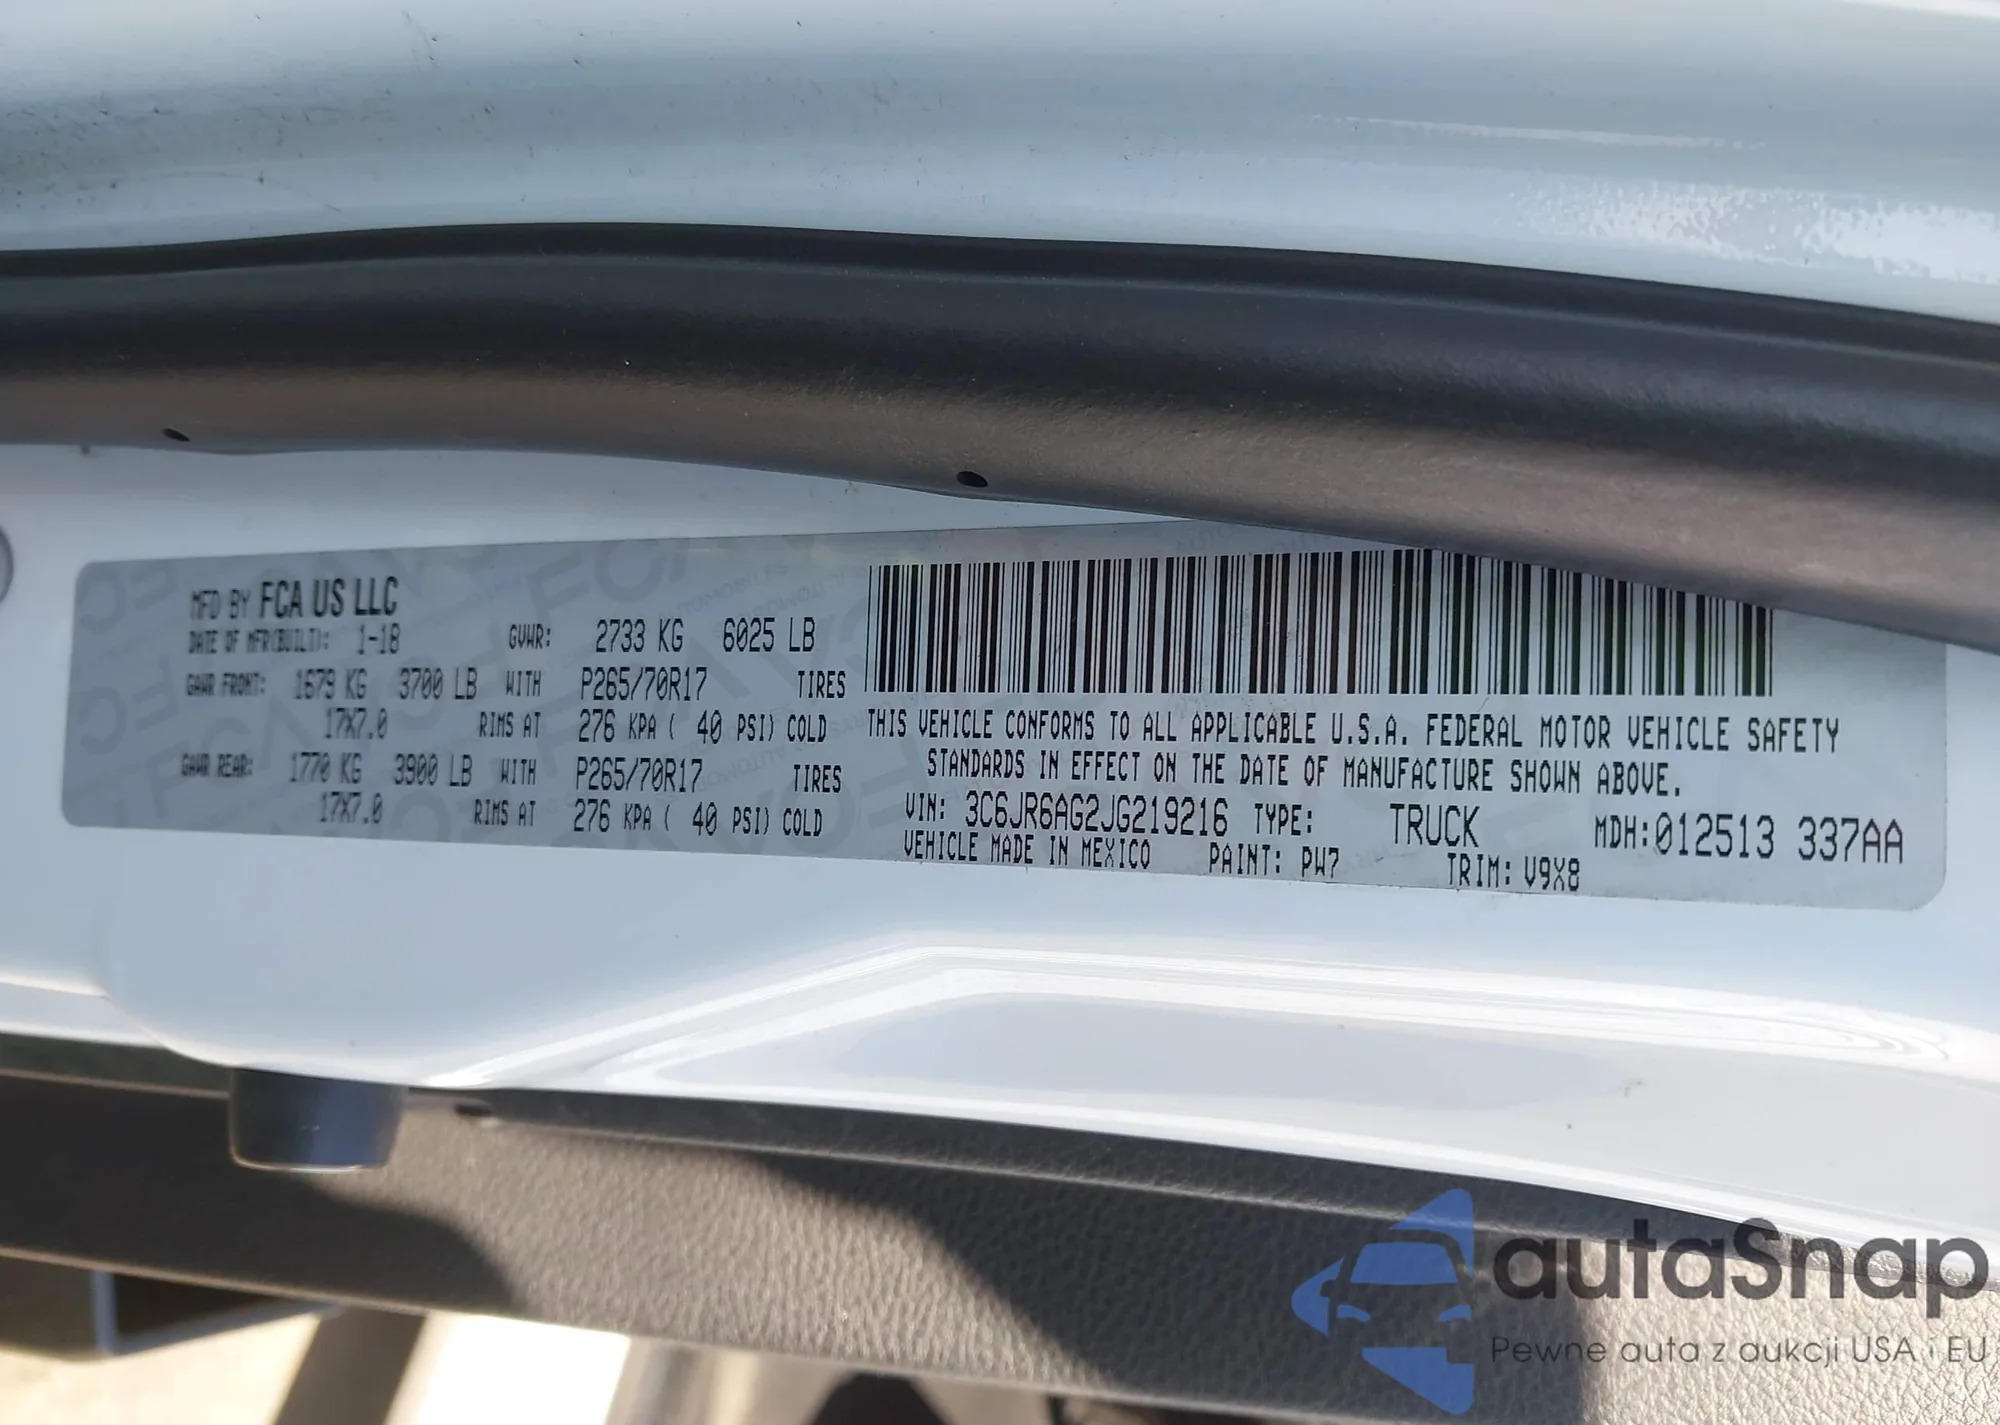 MFD BY FCA US LLC
DATE OF MFR(BUILT): 1-18 GVWR: 2733 KG 6025 LB
GAWR FRONT: 1679 KG 3700 LB WITH P265/70R17 TIRES
17X7.0 RIMS AT 276 KPA ( 40 PSI) COLD
GAWR REAR: 1770 KG 3900 LB WITH P265/70R17 TIRES
17X7.0 RIMS AT 276 KPA ( 40 PSI) COLD
THIS VEHICLE CONFORMS TO ALL APPLICABLE U.S.A. FEDERAL MOTOR VEHICLE SAFETY
STANDARDS IN EFFECT ON THE DATE OF MANUFACTURE SHOWN ABOVE.
VIN: 3C6JR6AG2JG219216 TYPE: TRUCK MDH:012513 337AA
VEHICLE MADE IN MEXICO PAINT: PW7 TRIM: V9X8
autaSnap
Pewne auta z aukcji USA i EU